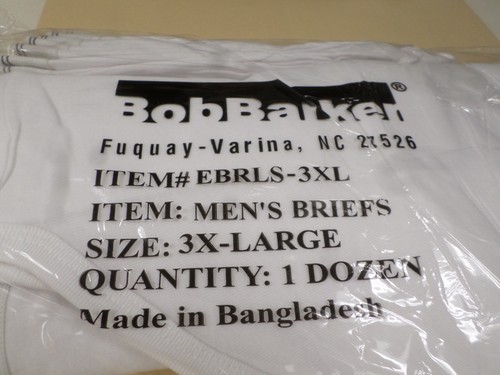 BobBarker®
Fuquay-Varina, NC 27526
ITEM# EBRLS-3XL
ITEM: MEN'S BRIEFS
SIZE: 3X-LARGE
QUANTITY: 1 DOZEN
Made in Bangladesh